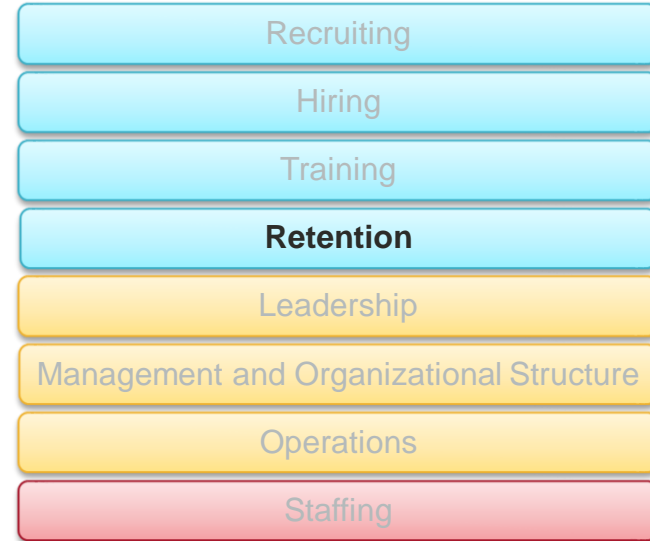 Recruiting
Hiring
Training
Retention
Leadership
Management and Organizational Structure
Operations
Staffing